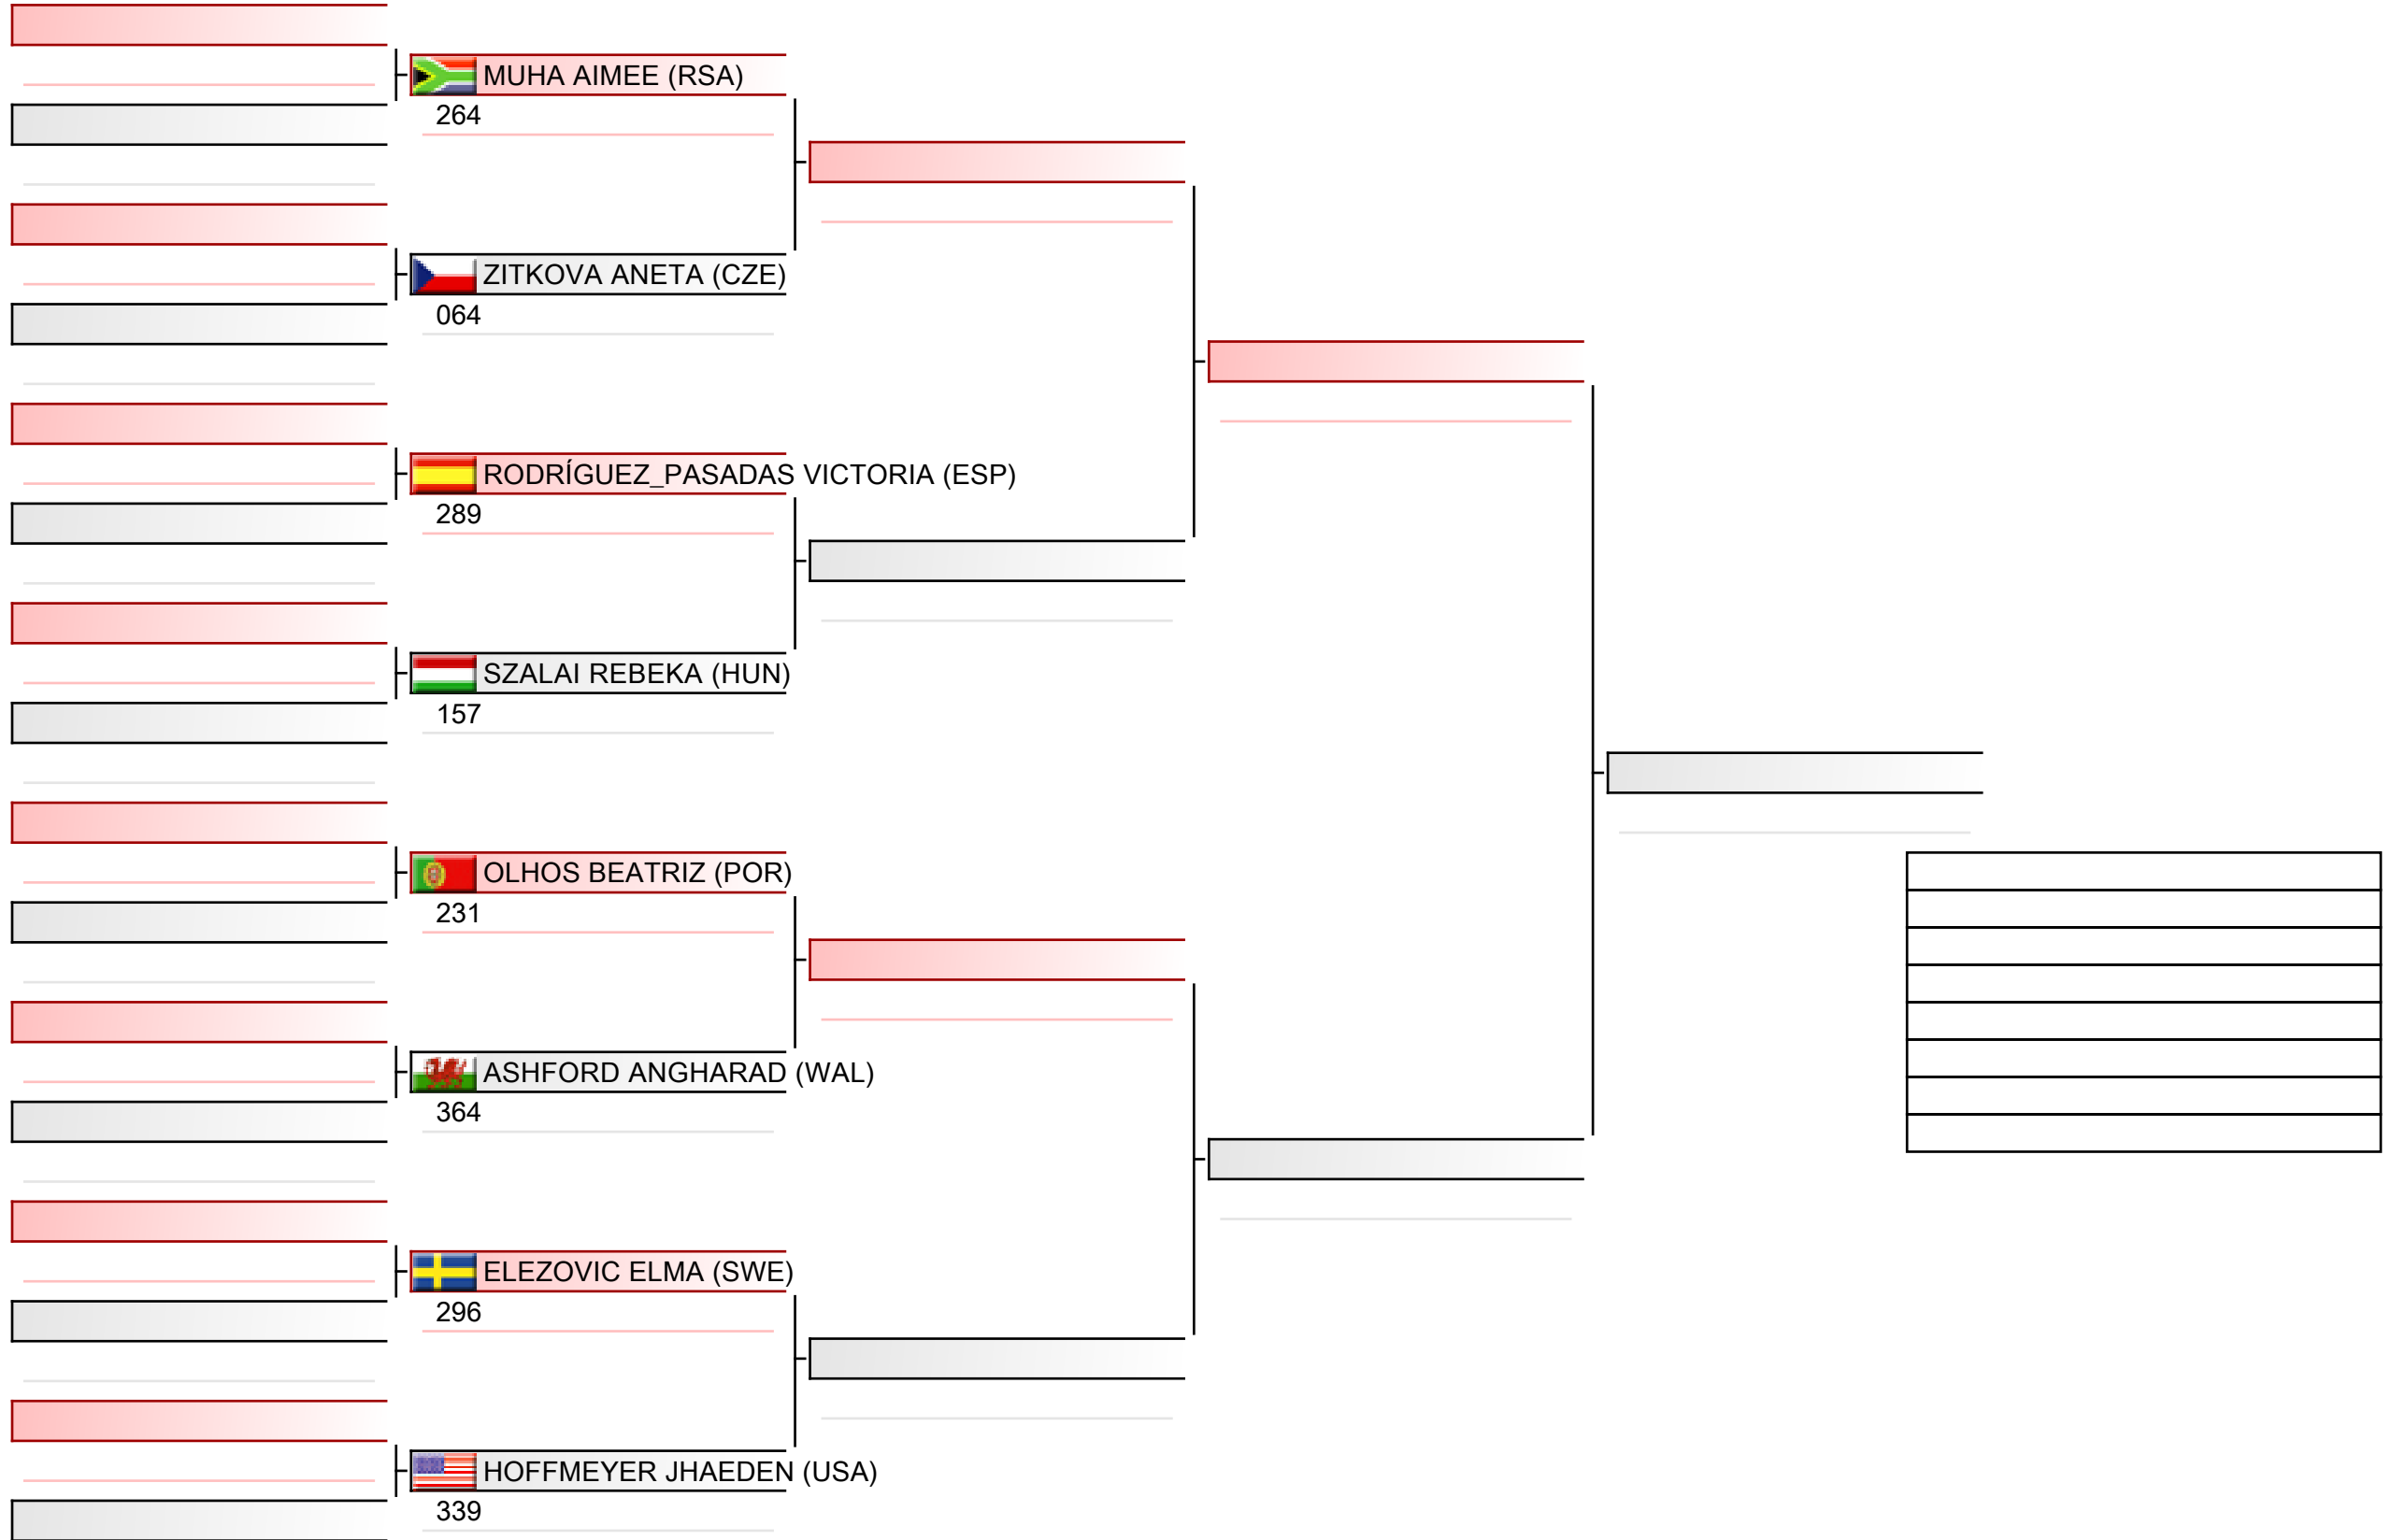 MUHA AIMEE (RSA)
264
ZITKOVA ANETA (CZE)
064
RODRÍGUEZ_PASADAS VICTORIA (ESP)
289
SZALAI REBEKA (HUN)
157
OLHOS BEATRIZ (POR)
231
ASHFORD ANGHARAD (WAL)
364
ELEZOVIC ELMA (SWE)
296
HOFFMEYER JHAEDEN (USA)
339